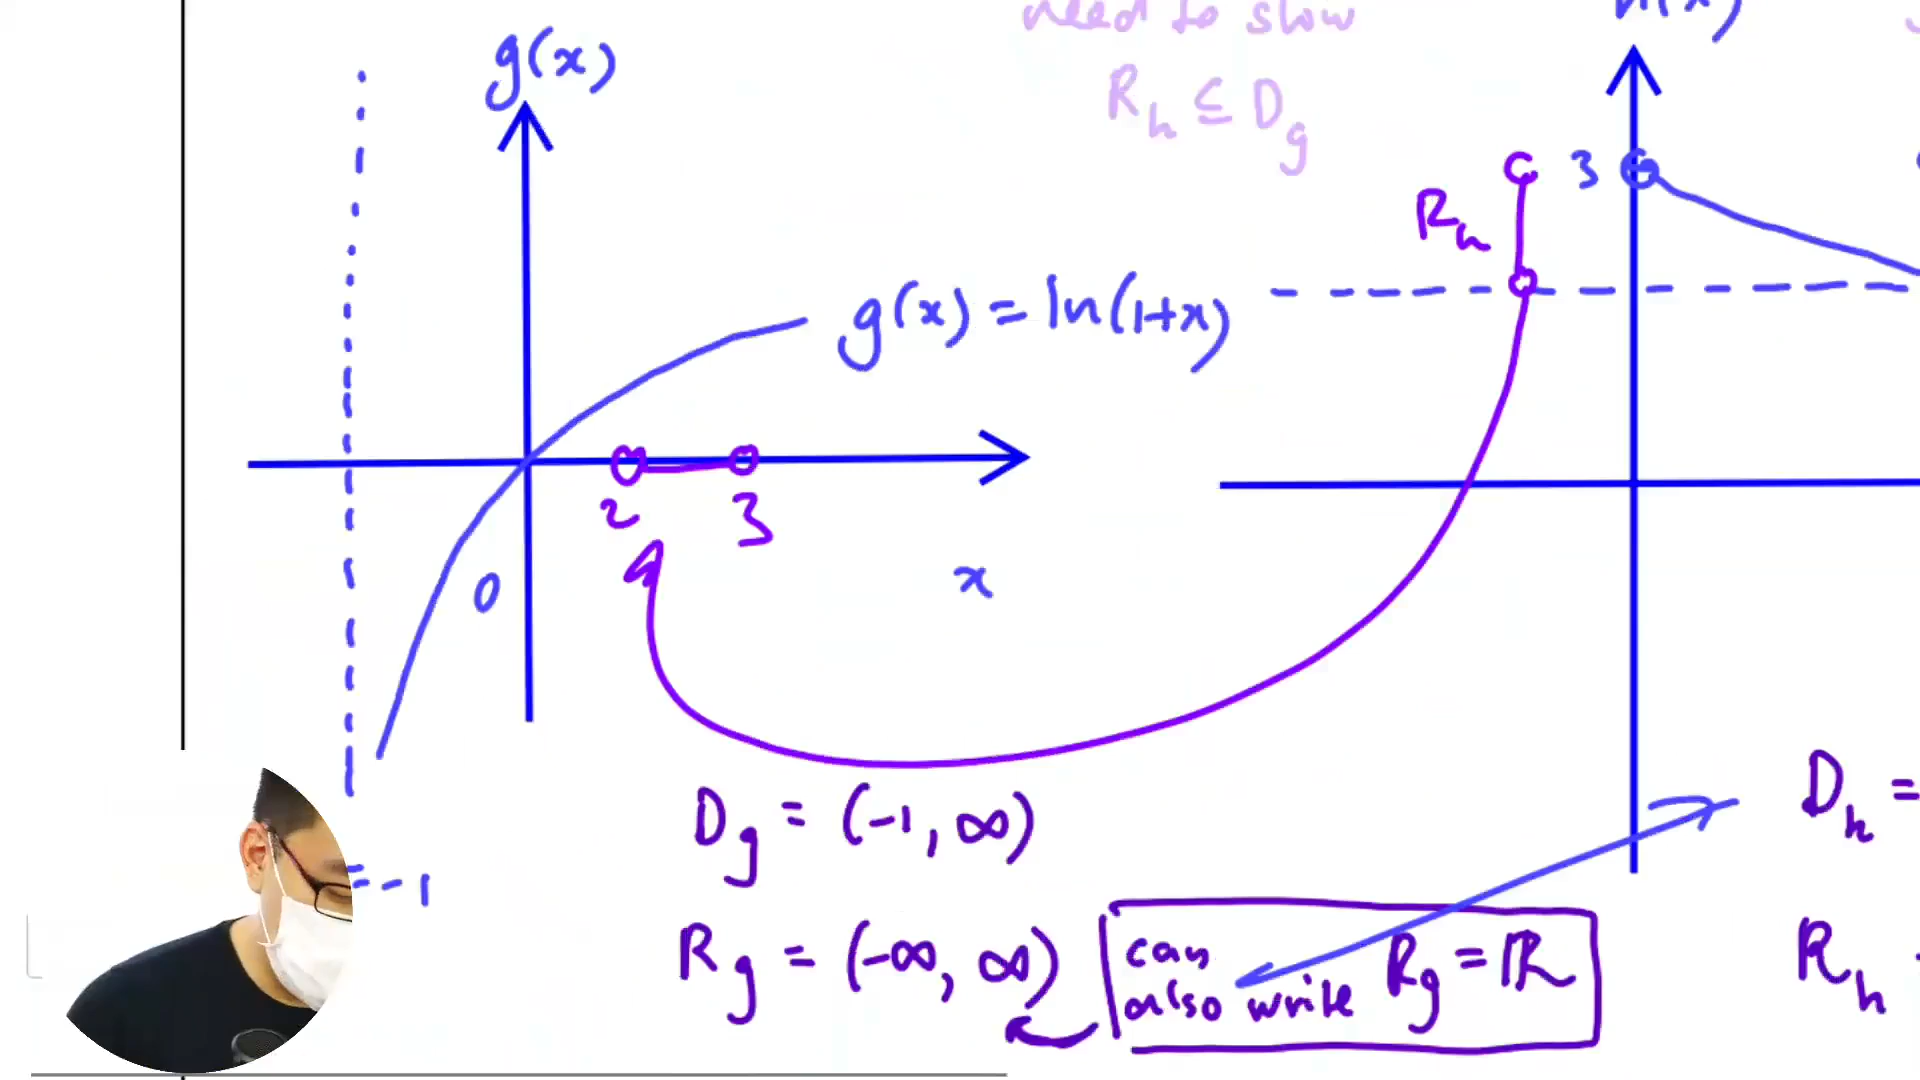 need to show
R_h ⊆ D_g
g(x)
h(x)
3
R_h
g(x) = ln(1+x)
2
3
0
x
D_g = (-1, ∞)
D_h =
= -1
R_g = (-∞, ∞)
can also write R_g = ℝ
R_h